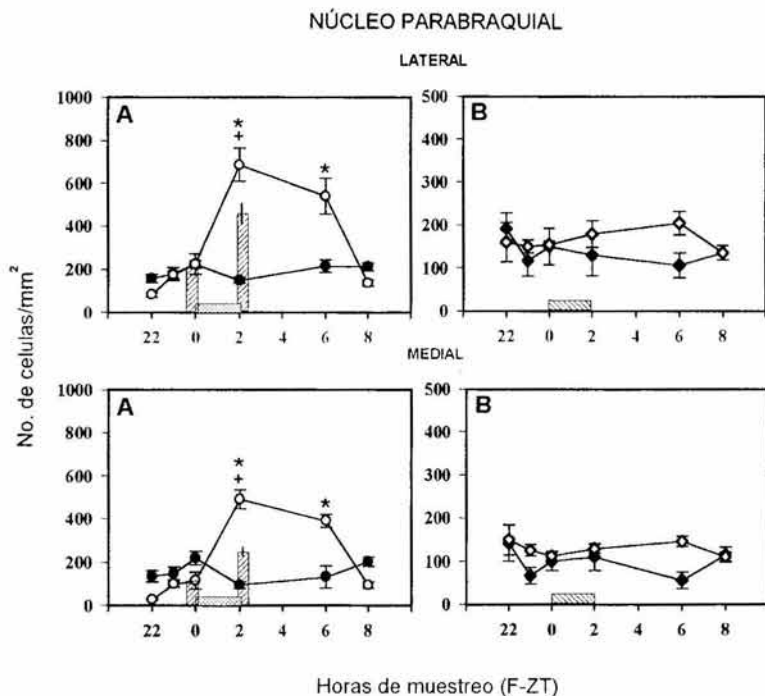 NÚCLEO PARABRAQUIAL
LATERAL
A
B
1000
800
600
400
200
0
500
400
300
200
100
0
* + *
22 0 2 4 6 8
22 0 2 4 6 8
MEDIAL
A
B
1000
800
600
400
200
0
500
400
300
200
100
0
* + *
22 0 2 4 6 8
22 0 2 4 6 8
No. de celulas/mm²
Horas de muestreo (F-ZT)